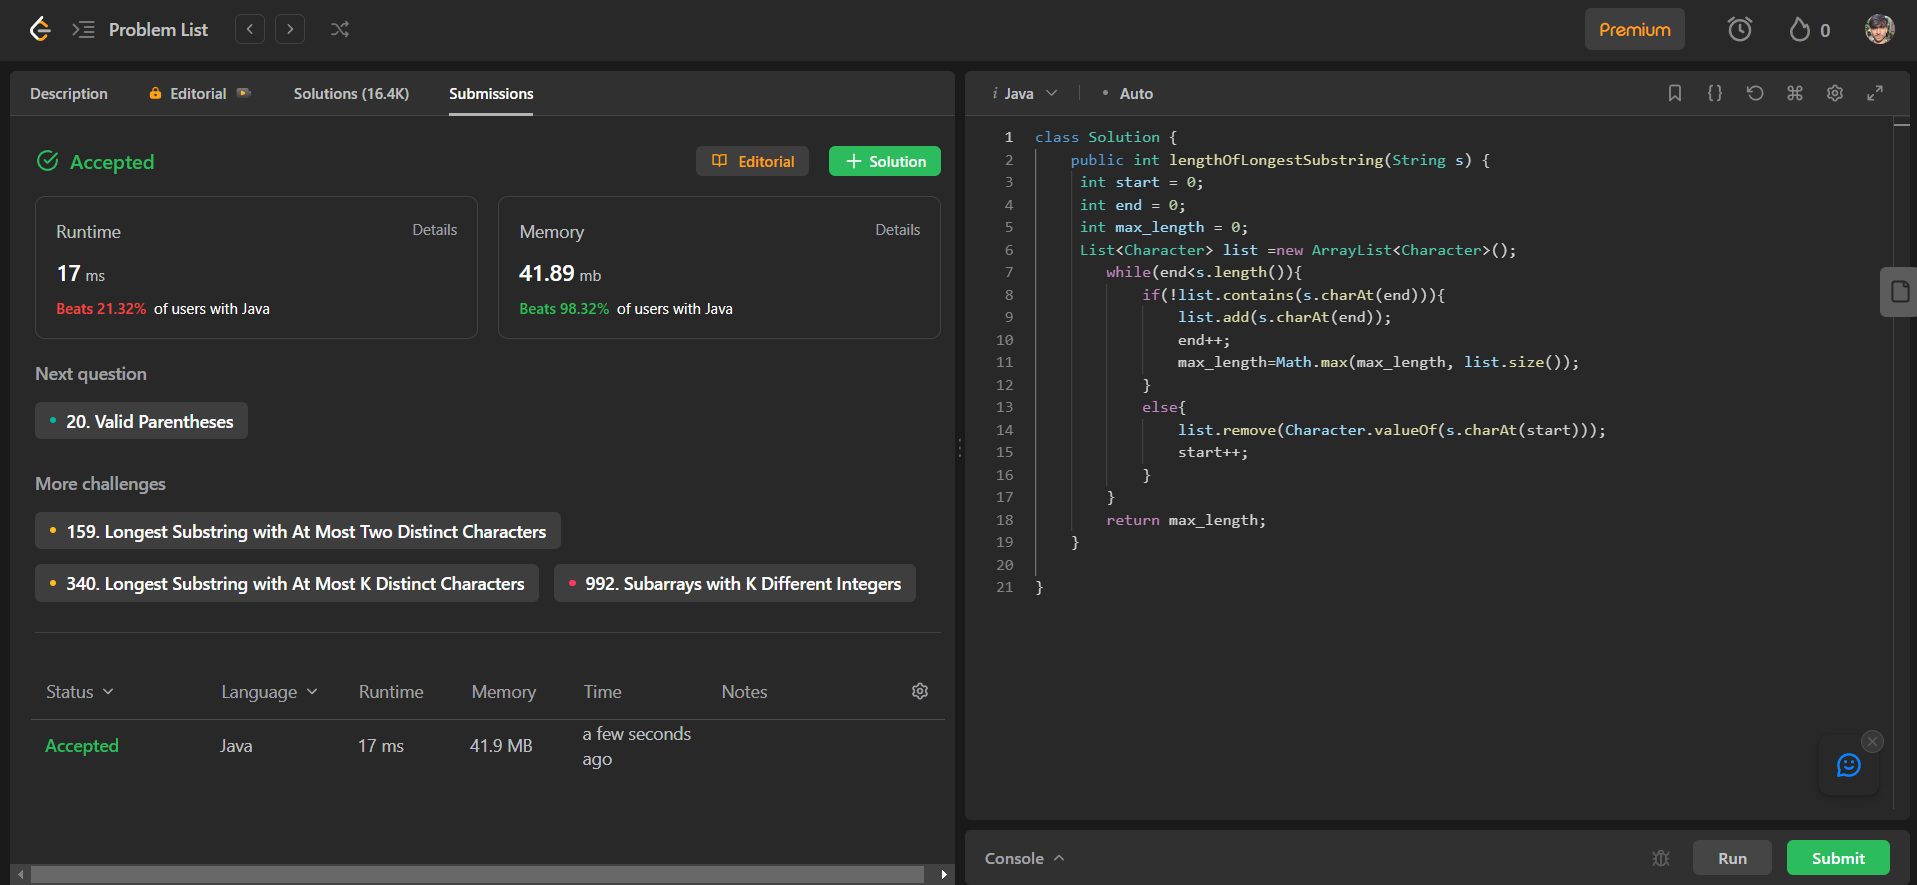 Problem List
Premium
0
Description
Editorial
Solutions (16.4K)
Submissions
Accepted
Editorial
+ Solution
Runtime
Details
17 ms
Beats 21.32% of users with Java
Memory
Details
41.89 mb
Beats 98.32% of users with Java
Next question
20. Valid Parentheses
More challenges
159. Longest Substring with At Most Two Distinct Characters
340. Longest Substring with At Most K Distinct Characters
992. Subarrays with K Different Integers
Status Language Runtime Memory Time Notes
Accepted Java 17 ms 41.9 MB a few seconds
ago
i Java • Auto
1 class Solution {
2 public int lengthOfLongestSubstring(String s) {
3 int start = 0;
4 int end = 0;
5 int max_length = 0;
6 List<Character> list =new ArrayList<Character>();
7 while(end<s.length()){
8 if(!list.contains(s.charAt(end))){
9 list.add(s.charAt(end));
10 end++;
11 max_length=Math.max(max_length, list.size());
12 }
13 else{
14 list.remove(Character.valueOf(s.charAt(start)));
15 start++;
16 }
17 }
18 return max_length;
19 }
20
21 }
Console
Run
Submit